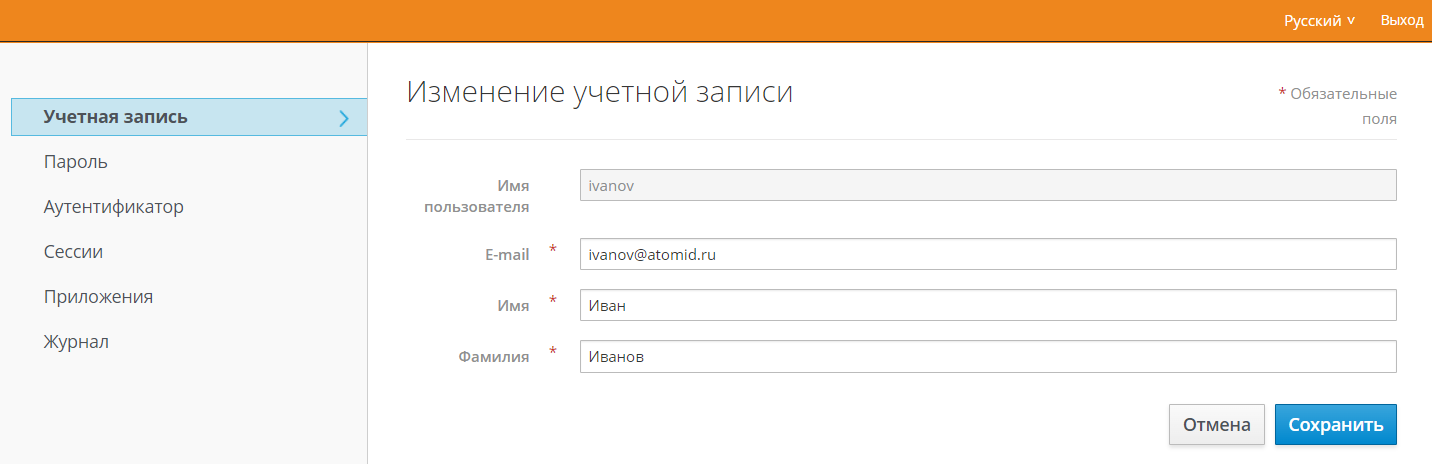 Русский Выход
Учетная запись
Пароль
Аутентификатор
Сессии
Приложения
Журнал
Изменение учетной записи
* Обязательные
поля
Имя
пользователя
ivanov
E-mail * ivanov@atomid.ru
Имя * Иван
Фамилия * Иванов
Отмена Сохранить